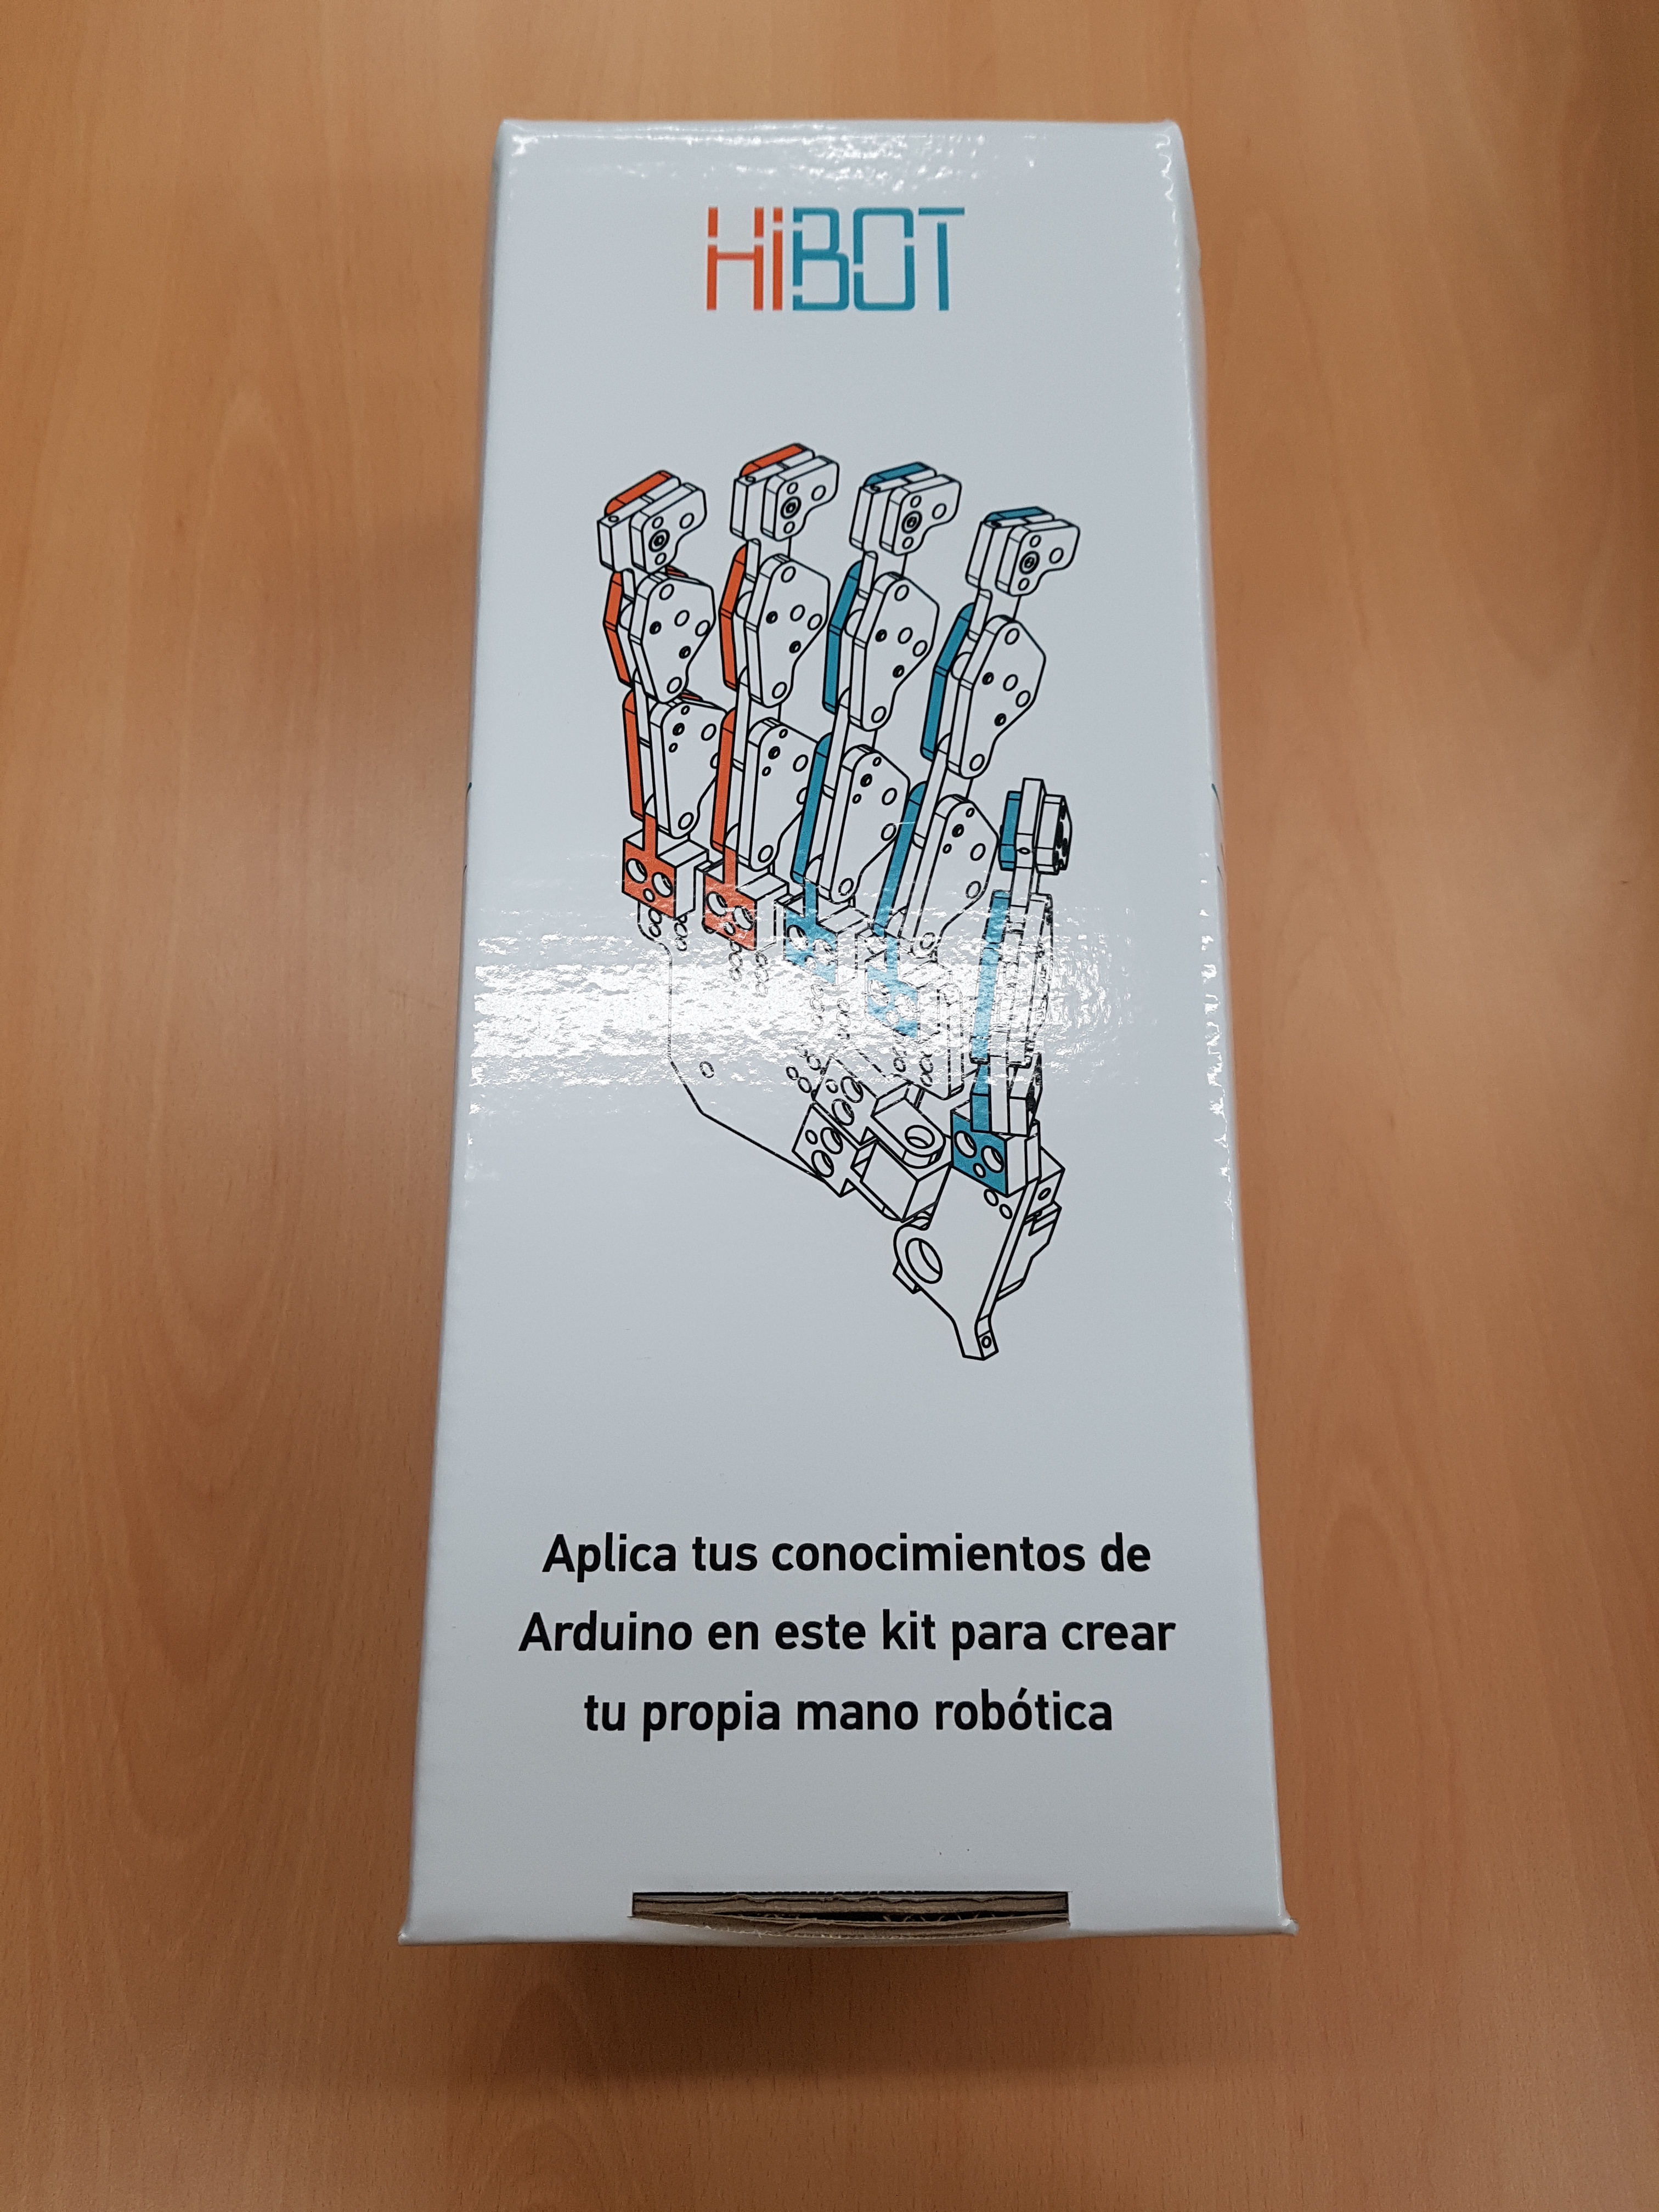 HiBOT
Aplica tus conocimientos de
Arduino en este kit para crear
tu propia mano robótica